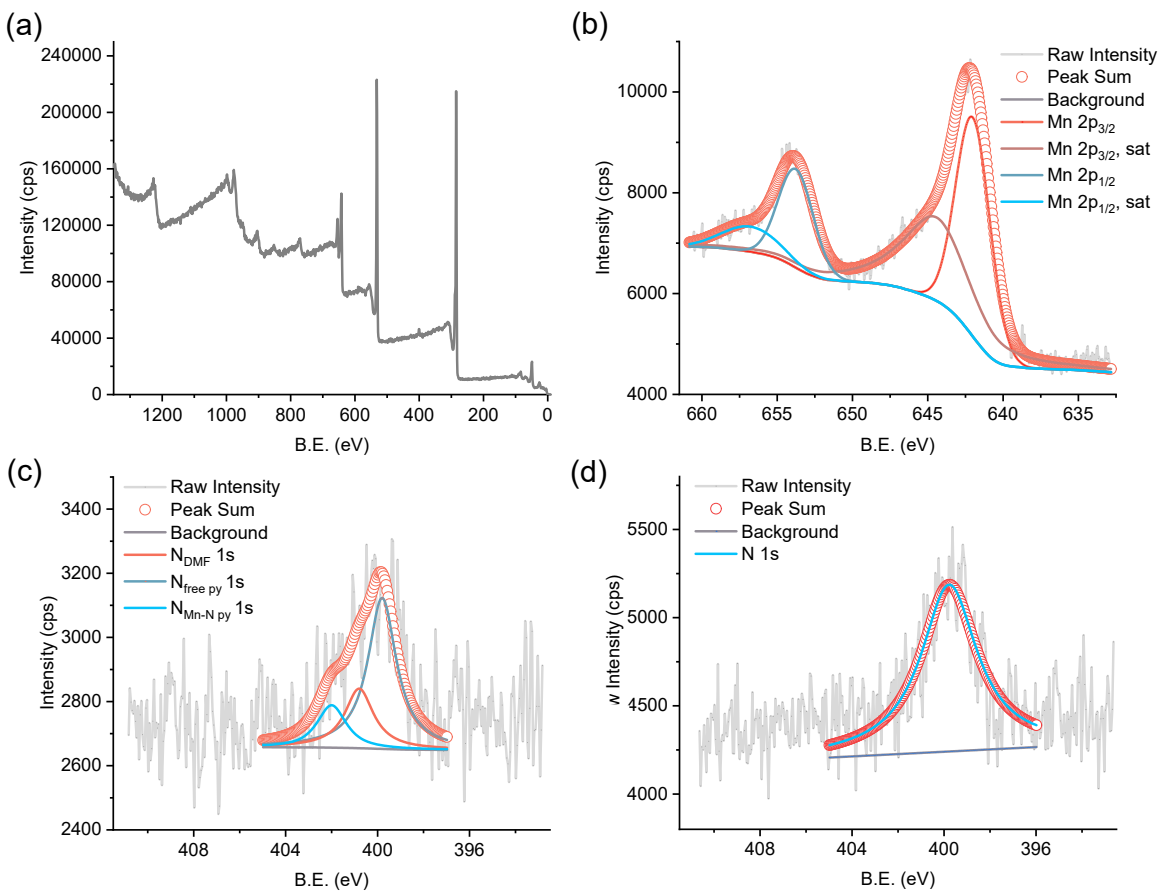 (a)
240000
200000
160000
120000
80000
40000
0
Intensity (cps)
1200 1000 800 600 400 200 0
B.E. (eV)
(b)
10000
8000
6000
4000
Intensity (cps)
Raw Intensity
Peak Sum
Background
Mn 2p3/2
Mn 2p3/2, sat
Mn 2p1/2
Mn 2p1/2, sat
660 655 650 645 640 635
B.E. (eV)
(c)
3400
3200
3000
2800
2600
2400
Intensity (cps)
Raw Intensity
Peak Sum
Background
NDMF 1s
Nfree py 1s
NMn-N py 1s
408 404 400 396
B.E. (eV)
(d)
5500
5000
4500
4000
w Intensity (cps)
Raw Intensity
Peak Sum
Background
N 1s
408 404 400 396
B.E. (eV)